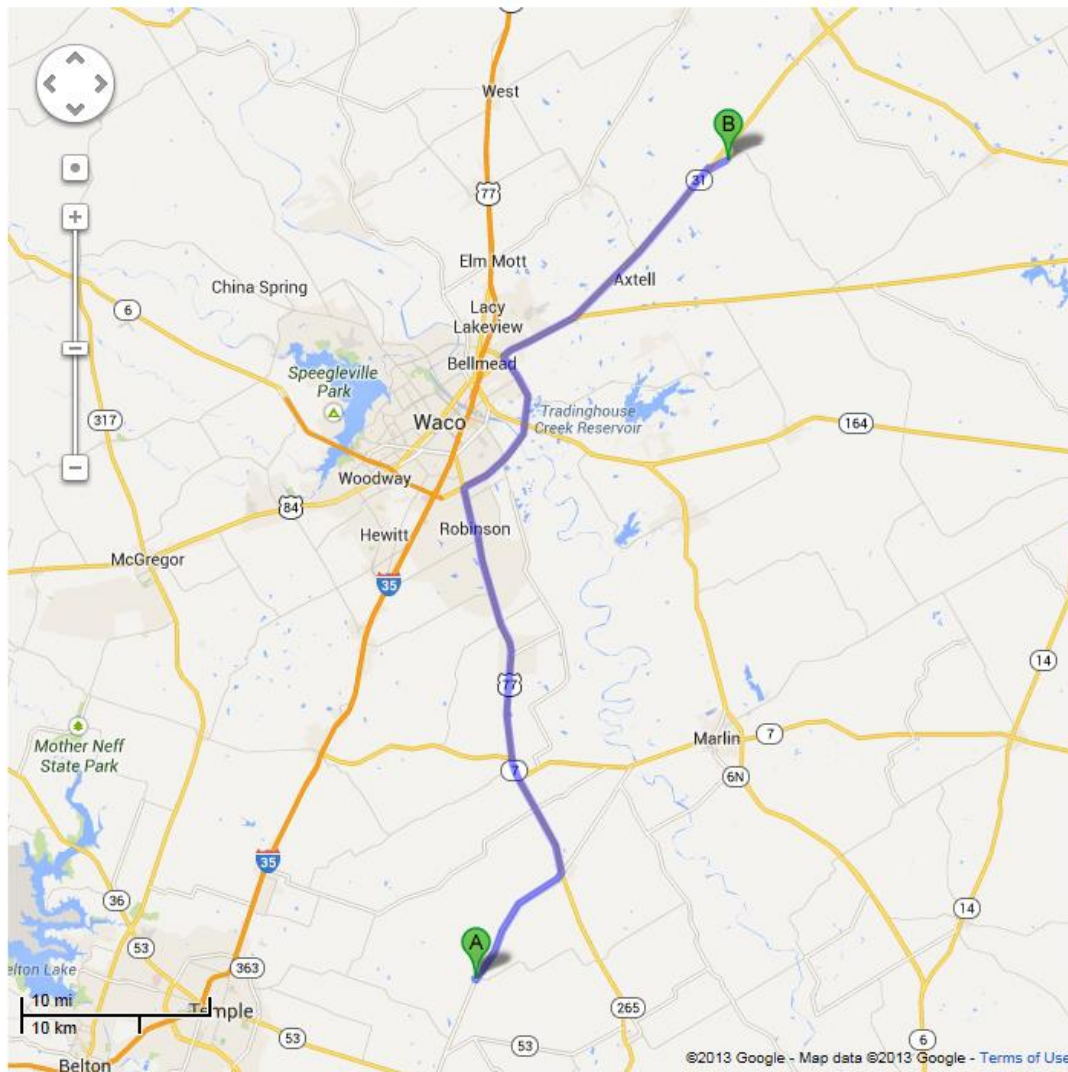 West
B
77
31
Elm Mott
Axtell
China Spring
6
Lacy
Lakeview
Bellmead
Speegleville
Park
317
Waco
Tradinghouse
Creek Reservoir
164
Woodway
84
Hewitt
Robinson
McGregor
35
14
77
Marlin
7
Mother Neff
State Park
7
6N
35
36
14
A
53
elton Lake
363
10 mi
Temple
265
10 km
53
53
6
Belton
©2013 Google - Map data ©2013 Google - Terms of Use